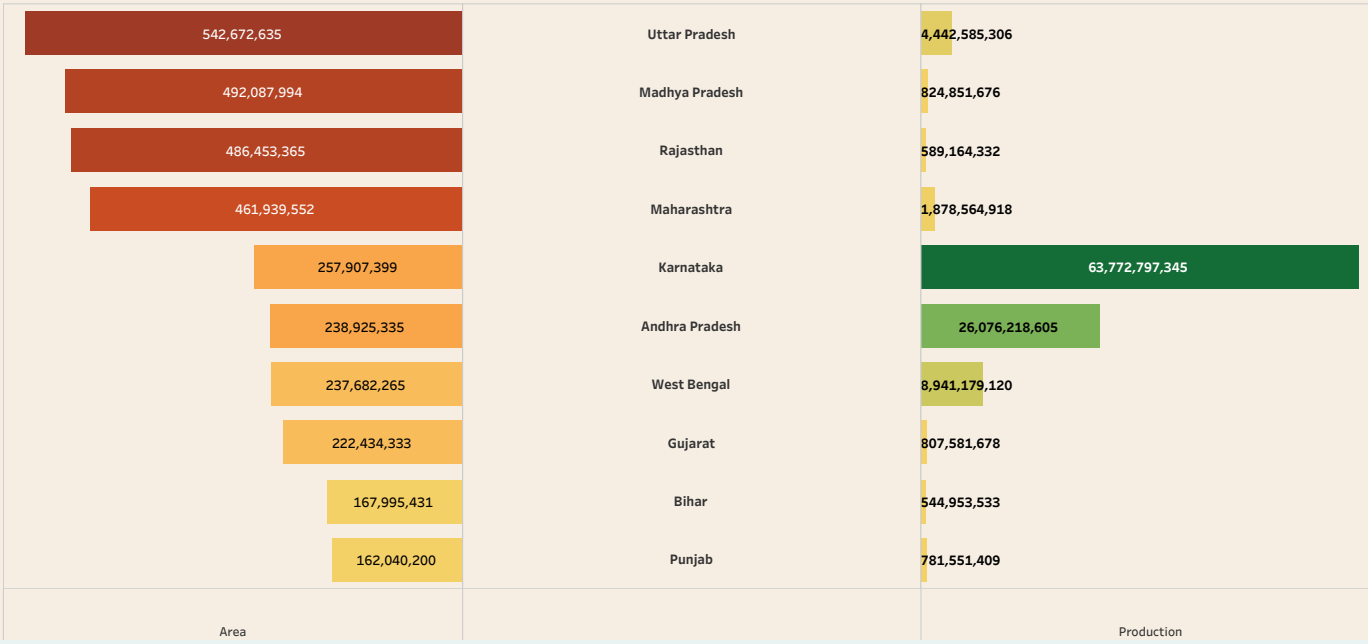 542,672,635 Uttar Pradesh 4,442,585,306
492,087,994 Madhya Pradesh 824,851,676
486,453,365 Rajasthan 589,164,332
461,939,552 Maharashtra 1,878,564,918
257,907,399 Karnataka 63,772,797,345
238,925,335 Andhra Pradesh 26,076,218,605
237,682,265 West Bengal 8,941,179,120
222,434,333 Gujarat 807,581,678
167,995,431 Bihar 544,953,533
162,040,200 Punjab 781,551,409
Area Production